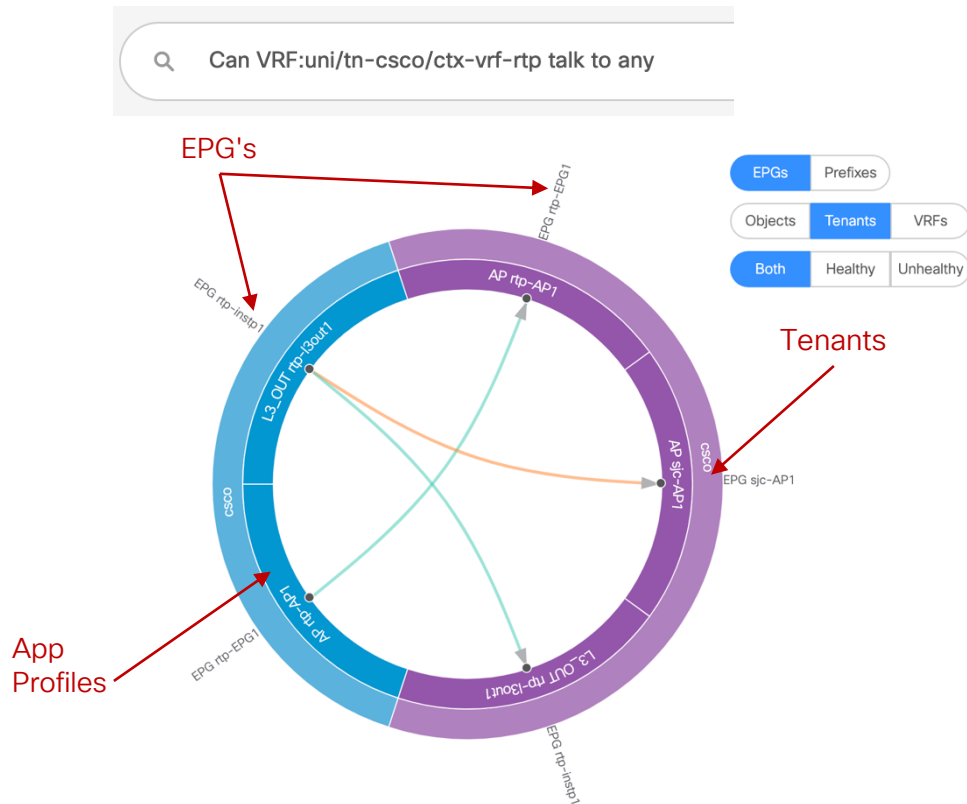 Can VRF:uni/tn-csco/ctx-vrf-rtp talk to any
EPG's
EPGs
Prefixes
Objects
Tenants
VRFs
Both
Healthy
Unhealthy
EPG rtp-EPG1
EPG rtp-instp1
AP rtp-AP1
L3_OUT rtp-l3out1
Tenants
csco
AP sjc-AP1
EPG sjc-AP1
csco
AP rtp-AP1
EPG rtp-EPG1
App
Profiles
L3_OUT rtp-l3out1
EPG rtp-instp1